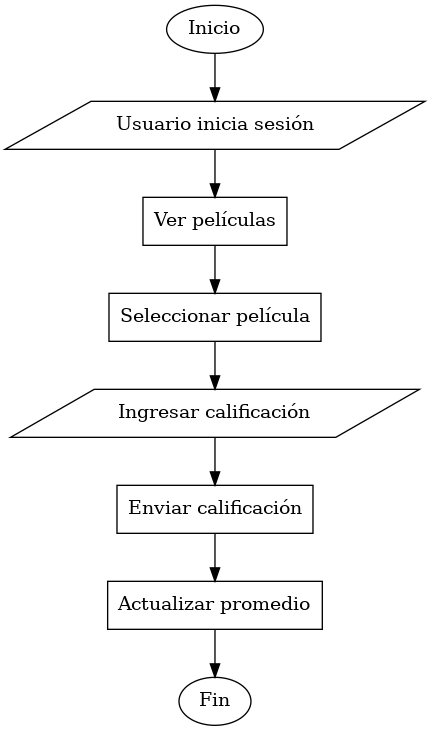 Inicio
Usuario inicia sesión
Ver películas
Seleccionar película
Ingresar calificación
Enviar calificación
Actualizar promedio
Fin